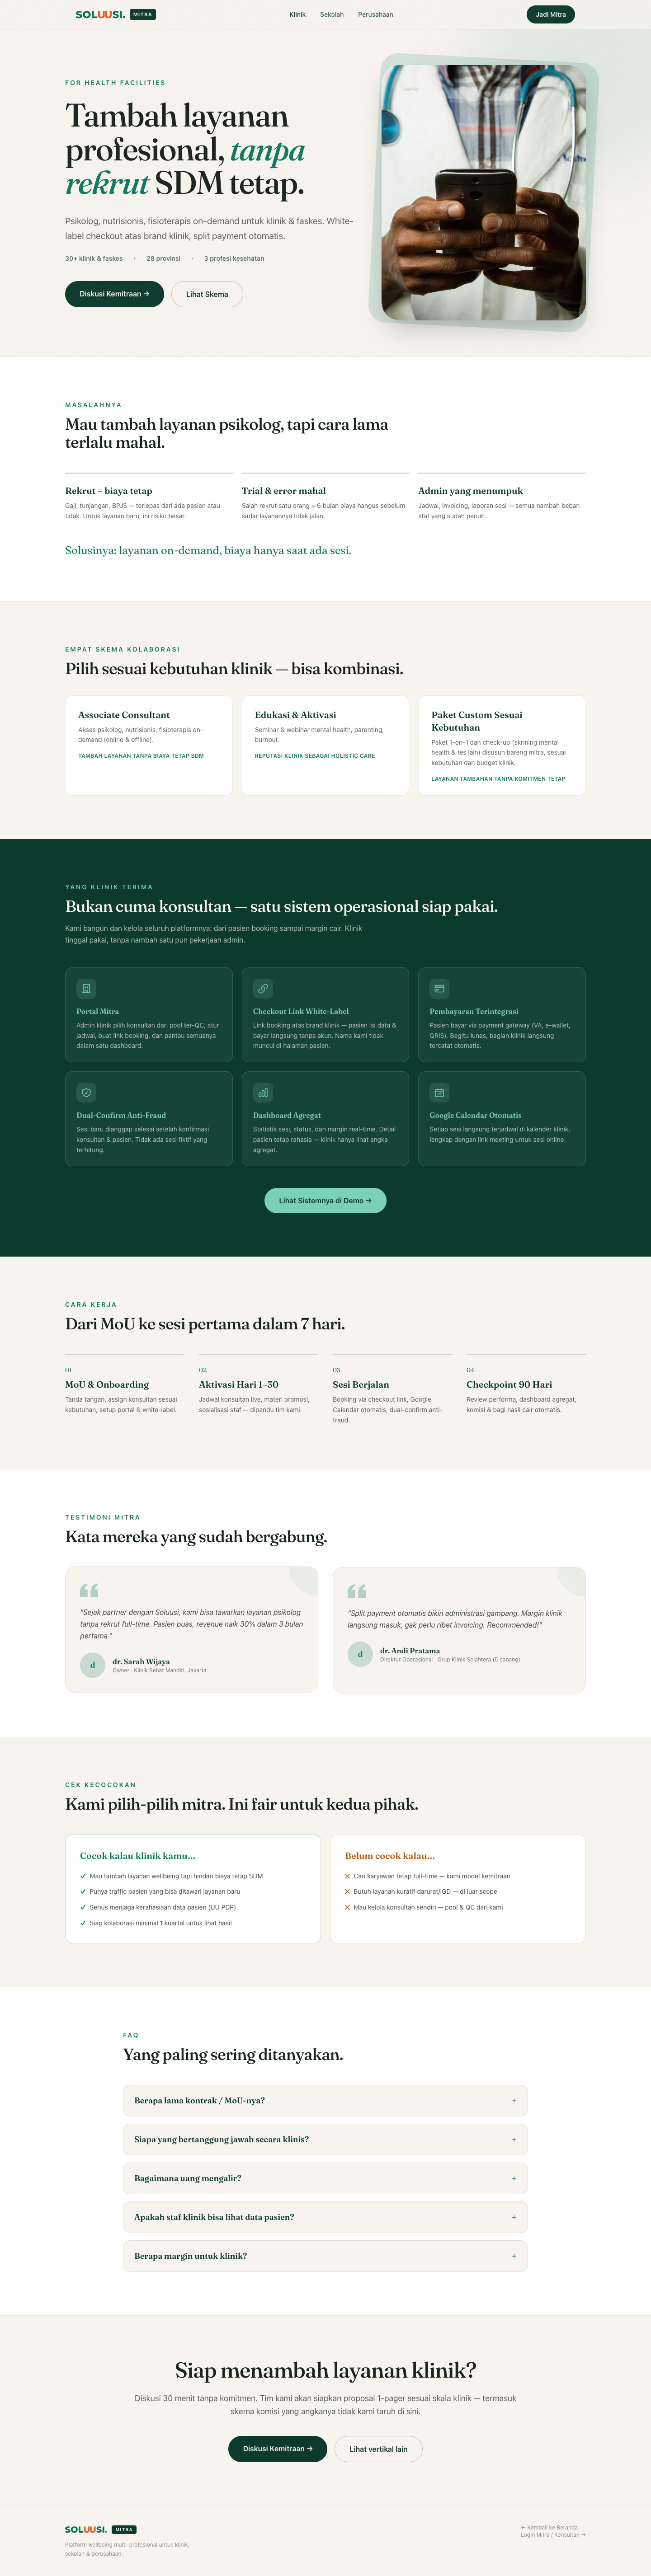 SOLUUSI. MITRA
Klinik Sekolah Perusahaan
Jadi Mitra
FOR HEALTH FACILITIES
Tambah layanan
profesional, tanpa
rekrut SDM tetap.
Psikolog, nutrisionis, fisioterapis on-demand untuk klinik & faskes. White-
label checkout atas brand klinik, split payment otomatis.
30+ klinik & faskes · 28 provinsi · 3 profesi kesehatan
Diskusi Kemitraan →
Lihat Skema
MASALAHNYA
Mau tambah layanan psikolog, tapi cara lama
terlalu mahal.
Rekrut = biaya tetap
Gaji, tunjangan, BPJS — terlepas dari ada pasien atau
tidak. Untuk layanan baru, ini risiko besar.
Trial & error mahal
Salah rekrut satu orang = 6 bulan biaya hangus sebelum
sadar layanannya tidak jalan.
Admin yang menumpuk
Jadwal, invoicing, laporan sesi — semua nambah beban
staf yang sudah penuh.
Solusinya: layanan on-demand, biaya hanya saat ada sesi.
EMPAT SKEMA KOLABORASI
Pilih sesuai kebutuhan klinik — bisa kombinasi.
Associate Consultant
Akses psikolog, nutrisionis, fisioterapis on-
demand (online & offline).
TAMBAH LAYANAN TANPA BIAYA TETAP SDM
Edukasi & Aktivasi
Seminar & webinar mental health, parenting,
burnout.
REPUTASI KLINIK SEBAGAI HOLISTIC CARE
Paket Custom Sesuai
Kebutuhan
Paket 1-on-1 dan check-up (skrining mental
health & tes lain) disusun bareng mitra, sesuai
kebutuhan dan budget klinik.
LAYANAN TAMBAHAN TANPA KOMITMEN TETAP
YANG KLINIK TERIMA
Bukan cuma konsultan — satu sistem operasional siap pakai.
Kami bangun dan kelola seluruh platformnya: dari pasien booking sampai margin cair. Klinik
tinggal pakai, tanpa nambah satu pun pekerjaan admin.
Portal Mitra
Admin klinik pilih konsultan dari pool ter-QC, atur
jadwal, buat link booking, dan pantau semuanya
dalam satu dashboard.
Checkout Link White-Label
Link booking atas brand klinik — pasien isi data &
bayar langsung tanpa akun. Nama kami tidak
muncul di halaman pasien.
Pembayaran Terintegrasi
Pasien bayar via payment gateway (VA, e-wallet,
QRIS). Begitu lunas, bagian klinik langsung
tercatat otomatis.
Dual-Confirm Anti-Fraud
Sesi baru dianggap selesai setelah konfirmasi
konsultan & pasien. Tidak ada sesi fiktif yang
terhitung.
Dashboard Agregat
Statistik sesi, status, dan margin real-time. Detail
pasien tetap rahasia — klinik hanya lihat angka
agregat.
Google Calendar Otomatis
Setiap sesi langsung terjadwal di kalender klinik,
lengkap dengan link meeting untuk sesi online.
Lihat Sistemnya di Demo →
CARA KERJA
Dari MoU ke sesi pertama dalam 7 hari.
01
MoU & Onboarding
Tanda tangan, assign konsultan sesuai
kebutuhan, setup portal & white-label.
02
Aktivasi Hari 1–30
Jadwal konsultan live, materi promosi,
sosialisasi staf — dipandu tim kami.
03
Sesi Berjalan
Booking via checkout link, Google
Calendar otomatis, dual-confirm anti-
fraud.
04
Checkpoint 90 Hari
Review performa, dashboard agregat,
komisi & bagi hasil cair otomatis.
TESTIMONI MITRA
Kata mereka yang sudah bergabung.
"Sejak partner dengan Soluusi, kami bisa tawarkan layanan psikolog
tanpa rekrut full-time. Pasien puas, revenue naik 30% dalam 3 bulan
pertama."
d
dr. Sarah Wijaya
Owner · Klinik Sehat Mandiri, Jakarta
"Split payment otomatis bikin administrasi gampang. Margin klinik
langsung masuk, gak perlu ribet invoicing. Recommended!"
d
dr. Andi Pratama
Direktur Operasional · Grup Klinik Sejahtera (5 cabang)
CEK KECOCOKAN
Kami pilih-pilih mitra. Ini fair untuk kedua pihak.
Cocok kalau klinik kamu...
Mau tambah layanan wellbeing tapi hindari biaya tetap SDM
Punya traffic pasien yang bisa ditawari layanan baru
Serius menjaga kerahasiaan data pasien (UU PDP)
Siap kolaborasi minimal 1 kuartal untuk lihat hasil
Belum cocok kalau...
Cari karyawan tetap full-time — kami model kemitraan
Butuh layanan kuratif darurat/IGD — di luar scope
Mau kelola konsultan sendiri — pool & QC dari kami
FAQ
Yang paling sering ditanyakan.
Berapa lama kontrak / MoU-nya? +
Siapa yang bertanggung jawab secara klinis? +
Bagaimana uang mengalir? +
Apakah staf klinik bisa lihat data pasien? +
Berapa margin untuk klinik? +
Siap menambah layanan klinik?
Diskusi 30 menit tanpa komitmen. Tim kami akan siapkan proposal 1-pager sesuai skala klinik — termasuk
skema komisi yang angkanya tidak kami taruh di sini.
Diskusi Kemitraan →
Lihat vertikal lain
SOLUUSI. MITRA
Platform wellbeing multi-profesional untuk klinik,
sekolah & perusahaan.
← Kembali ke Beranda
Login Mitra / Konsultan →